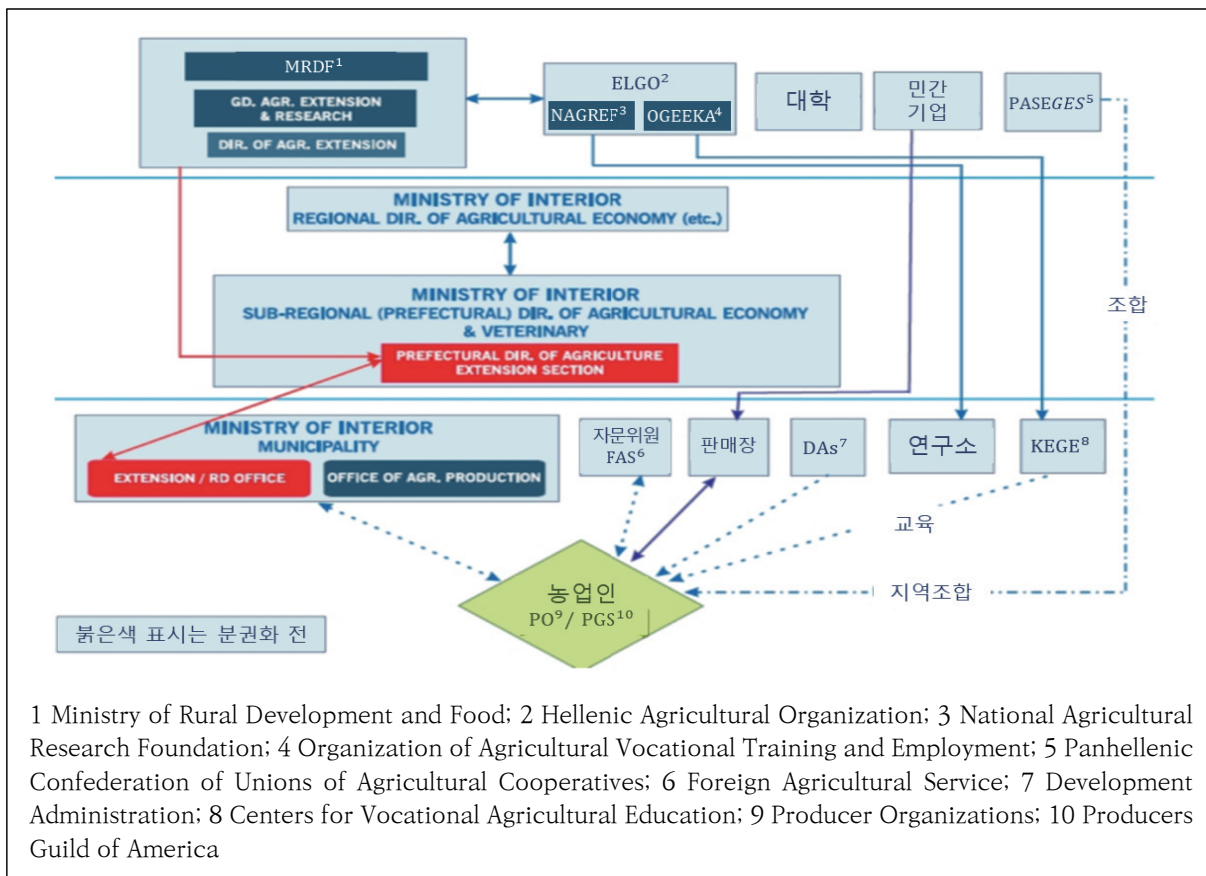 MRDF¹
GD. AGR. EXTENSION
& RESEARCH
DIR. OF AGR. EXTENSION
ELGO²
NAGREF³
OGEEKA⁴
대학
민간
기업
PASEGES⁵
MINISTRY OF INTERIOR
REGIONAL DIR. OF AGRICULTURAL ECONOMY (etc.)
MINISTRY OF INTERIOR
SUB-REGIONAL (PREFECTURAL) DIR. OF AGRICULTURAL ECONOMY
& VETERINARY
PREFECTURAL DIR. OF AGRICULTURE
EXTENSION SECTION
조합
MINISTRY OF INTERIOR
MUNICIPALITY
EXTENSION / RD OFFICE
OFFICE OF AGR. PRODUCTION
자문위원
FAS⁶
판매장
DAs⁷
연구소
KEGE⁸
교육
지역조합
농업인
PO⁹/ PGS¹⁰
붉은색 표시는 분권화 전
1 Ministry of Rural Development and Food; 2 Hellenic Agricultural Organization; 3 National Agricultural
Research Foundation; 4 Organization of Agricultural Vocational Training and Employment; 5 Panhellenic
Confederation of Unions of Agricultural Cooperatives; 6 Foreign Agricultural Service; 7 Development
Administration; 8 Centers for Vocational Agricultural Education; 9 Producer Organizations; 10 Producers
Guild of America